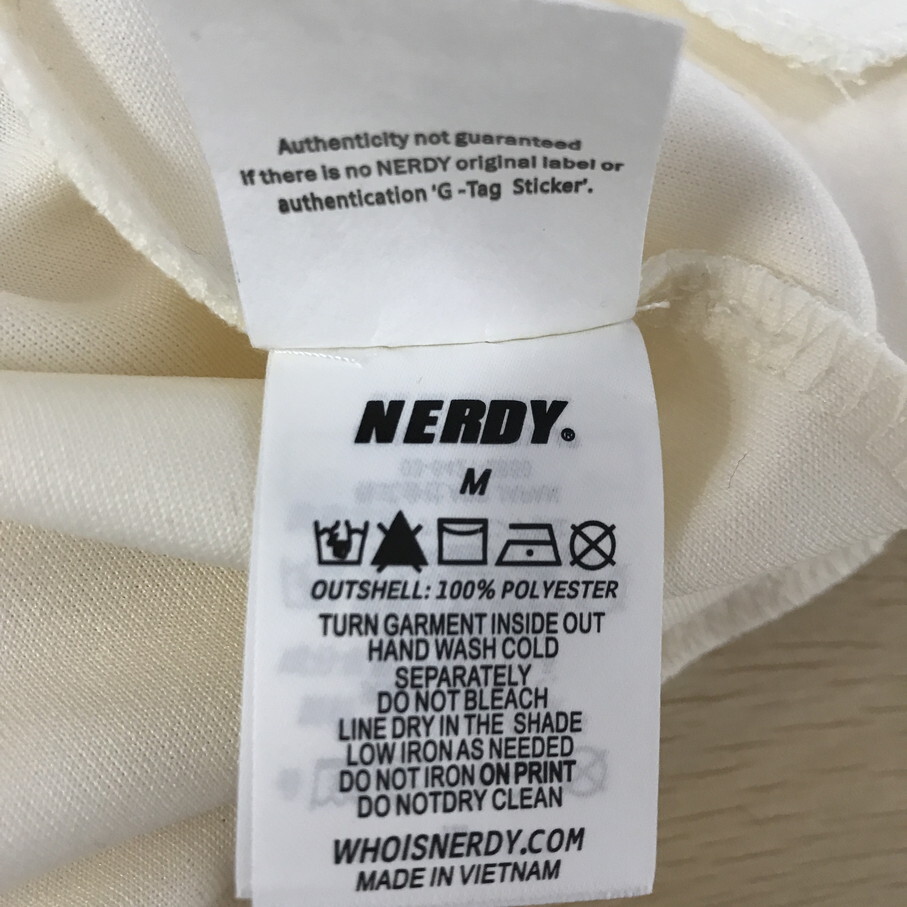 Authenticity not guaranteed
If there is no NERDY original label or
authentication 'G -Tag Sticker'.
NERDY®
M
OUTSHELL: 100% POLYESTER
TURN GARMENT INSIDE OUT
HAND WASH COLD
SEPARATELY
DO NOT BLEACH
LINE DRY IN THE SHADE
LOW IRON AS NEEDED
DO NOT IRON ON PRINT
DO NOTDRY CLEAN
WHOISNERDY.COM
MADE IN VIETNAM